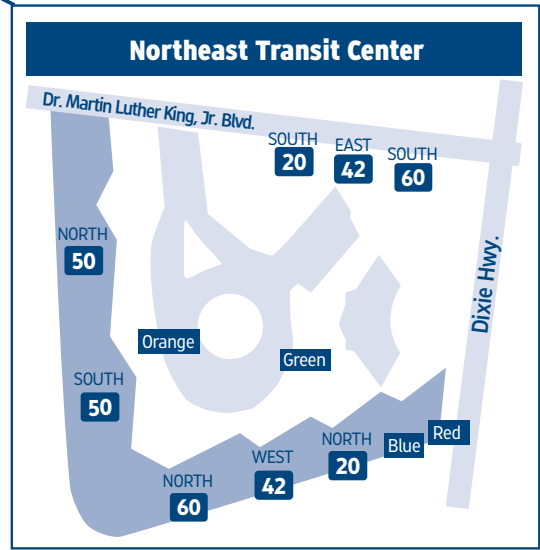 Northeast Transit Center
Dr. Martin Luther King, Jr. Blvd.
SOUTH
20
EAST
42
SOUTH
60
NORTH
50
Dixie Hwy.
Orange
Green
SOUTH
50
Red
Blue
NORTH
20
WEST
42
NORTH
60